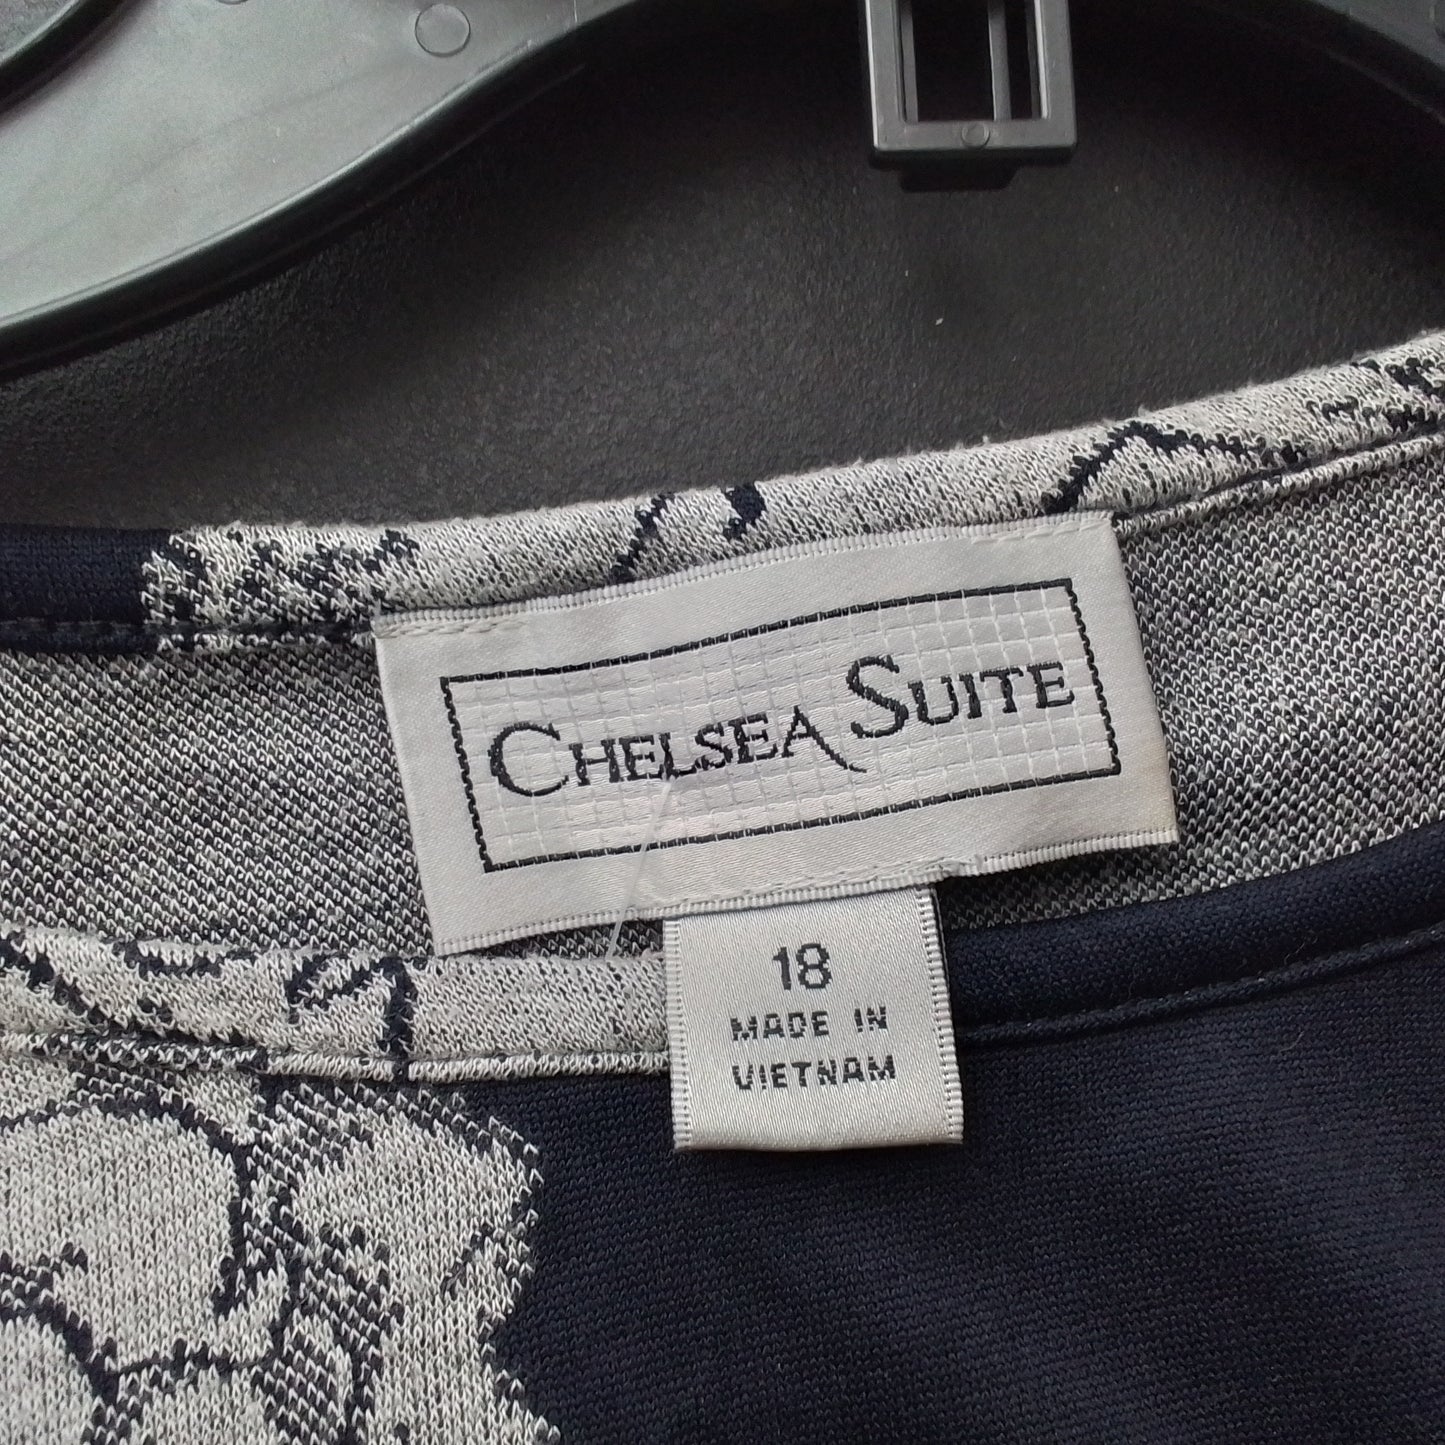 CHELSEA SUITE
18
MADE IN
VIETNAM